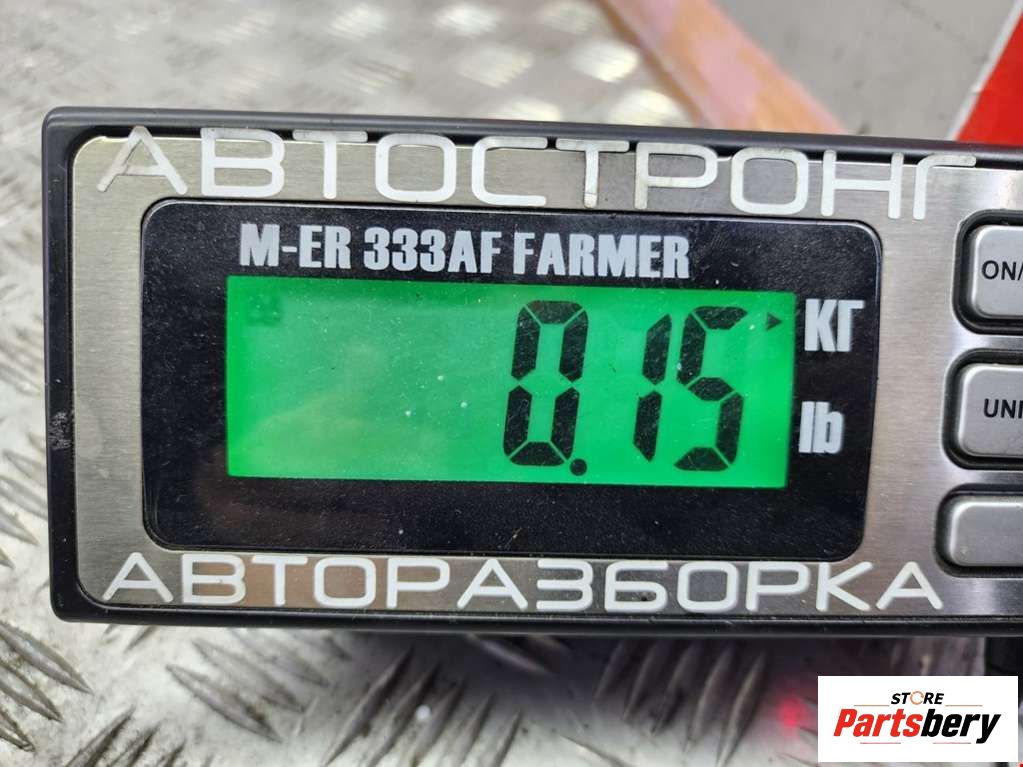 АВТОСТРОНГ
M-ER 333AF FARMER
0.15
КГ
lb
ON/
UNI
АВТОРАЗБОРКА
STORE
Partsbery